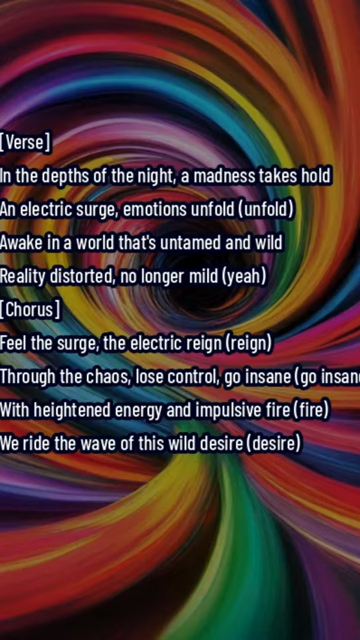 [Verse]
In the depths of the night, a madness takes hold
An electric surge, emotions unfold (unfold)
Awake in a world that's untamed and wild
Reality distorted, no longer mild (yeah)
[Chorus]
Feel the surge, the electric reign (reign)
Through the chaos, lose control, go insane (go insane
With heightened energy and impulsive fire (fire)
We ride the wave of this wild desire (desire)